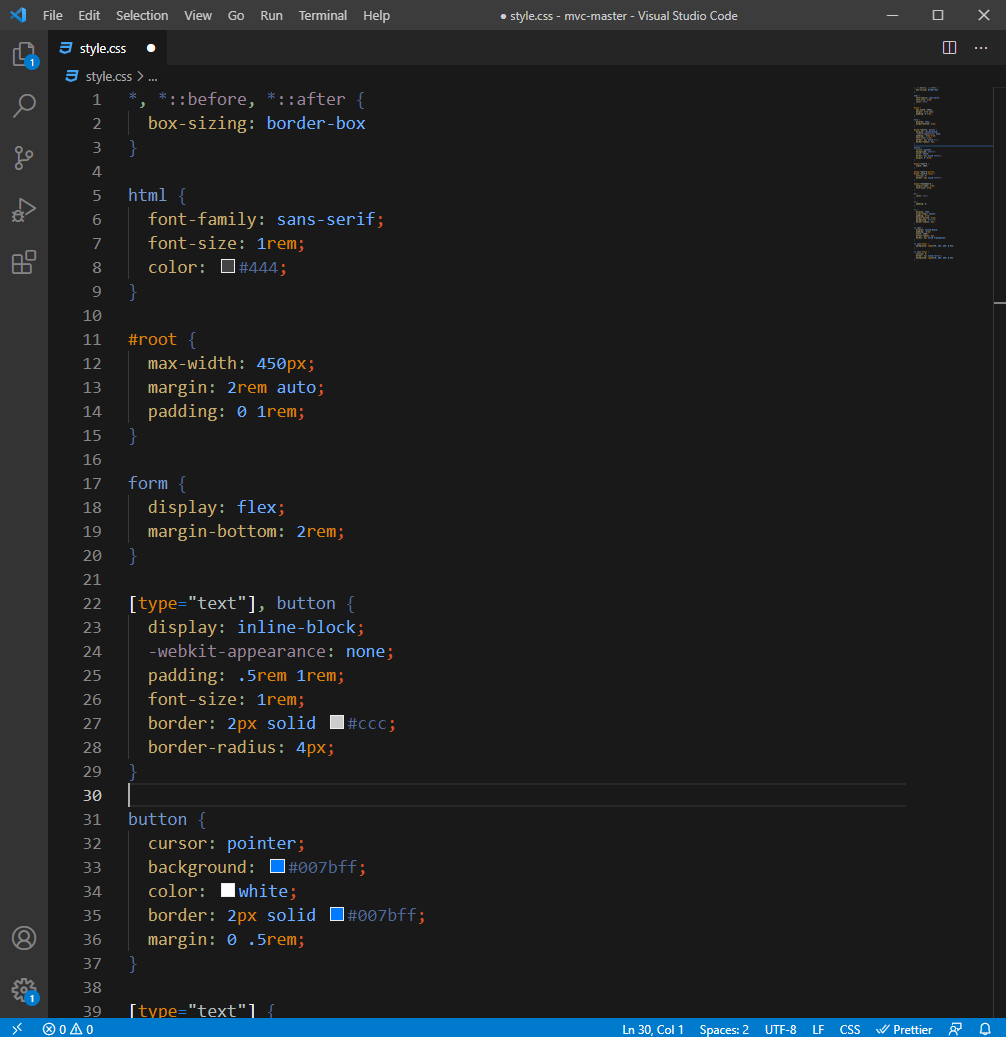 File Edit Selection View Go Run Terminal Help ● style.css - mvc-master - Visual Studio Code
style.css ●
1
style.css > ...
1 *, *::before, *::after {
2 box-sizing: border-box
3 }
4
5 html {
6 font-family: sans-serif;
7 font-size: 1rem;
8 color: #444;
9 }
10
11 #root {
12 max-width: 450px;
13 margin: 2rem auto;
14 padding: 0 1rem;
15 }
16
17 form {
18 display: flex;
19 margin-bottom: 2rem;
20 }
21
22 [type="text"], button {
23 display: inline-block;
24 -webkit-appearance: none;
25 padding: .5rem 1rem;
26 font-size: 1rem;
27 border: 2px solid #ccc;
28 border-radius: 4px;
29 }
30
31 button {
32 cursor: pointer;
33 background: #007bff;
34 color: white;
35 border: 2px solid #007bff;
36 margin: 0 .5rem;
37 }
38
39 [type="text"] {
1
0 0 Ln 30, Col 1 Spaces: 2 UTF-8 LF CSS Prettier